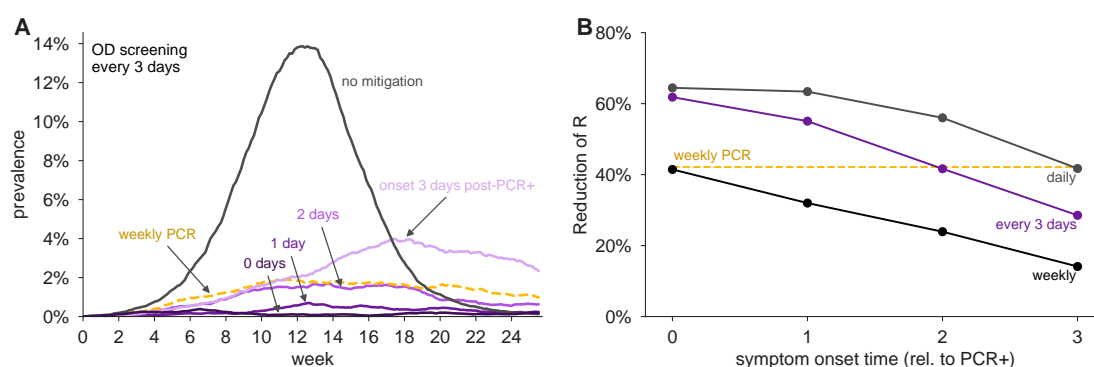 A
OD screening
every 3 days
14%
12%
10%
8%
6%
4%
2%
0%
prevalence
no mitigation
onset 3 days post-PCR+
2 days
weekly PCR
1 day
0 days
0 2 4 6 8 10 12 14 16 18 20 22 24
week
B
80%
60%
40%
20%
0%
Reduction of R
weekly PCR
daily
every 3 days
weekly
0 1 2 3
symptom onset time (rel. to PCR+)